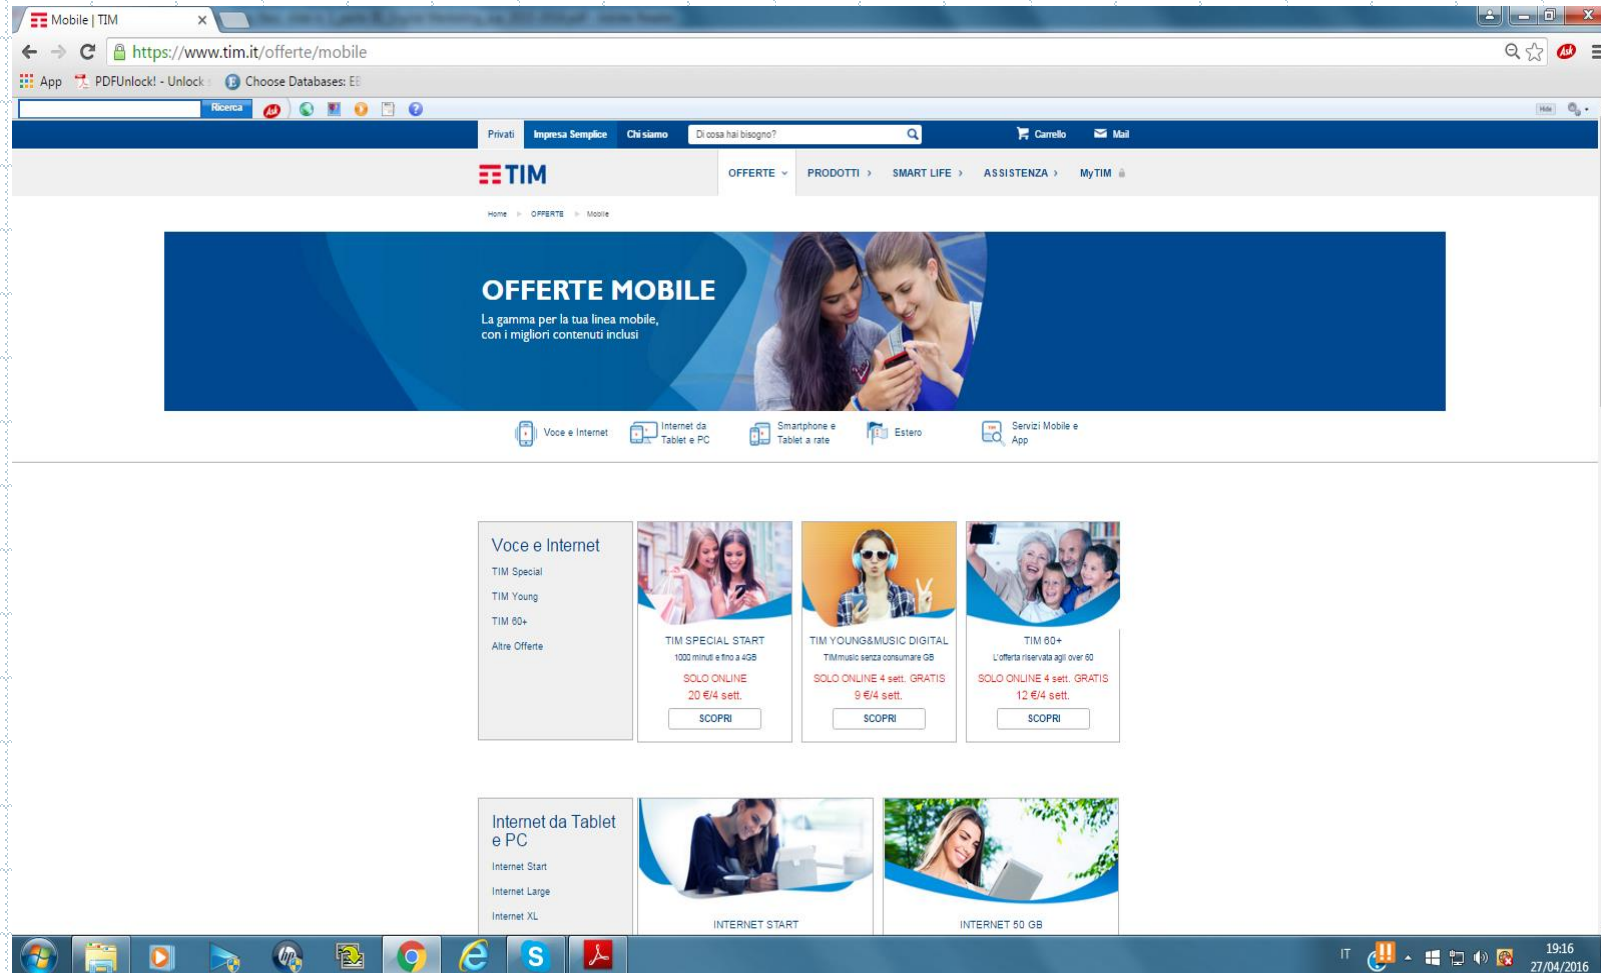 Mobile | TIM
https://www.tim.it/offerte/mobile
App PDFUnlock! - Unlock Choose Databases: EB
Ricerca Ask Hide
Privati Impresa Semplice Chi siamo Di cosa hai bisogno? Carrello Mail
TIM OFFERTE PRODOTTI SMART LIFE ASSISTENZA MyTIM
Home OFFERTE Mobile
OFFERTE MOBILE
La gamma per la tua linea mobile,
con i migliori contenuti inclusi
Voce e Internet
Internet da
Tablet e PC
Smartphone e
Tablet a rate
Estero
Servizi Mobile e
App
Voce e Internet
TIM Special
TIM Young
TIM 60+
Altre Offerte
TIM SPECIAL START
1000 minuti e fino a 4GB
SOLO ONLINE
20 €/4 sett.
SCOPRI
TIM YOUNG&MUSIC DIGITAL
TIMmusic senza consumare GB
SOLO ONLINE 4 sett. GRATIS
9 €/4 sett.
SCOPRI
TIM 60+
L'offerta riservata agli over 60
SOLO ONLINE 4 sett. GRATIS
12 €/4 sett.
SCOPRI
Internet da Tablet
e PC
Internet Start
Internet Large
Internet XL
INTERNET START
INTERNET 50 GB
IT
19:16
27/04/2016